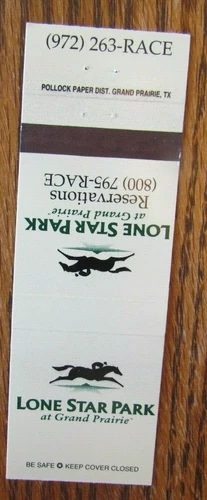 (972) 263-RACE
POLLOCK PAPER DIST. GRAND PRAIRIE, TX
LONE STAR PARK
at Grand Prairie
Reservations
(800) 795-RACE
LONE STAR PARK
at Grand Prairie
BE SAFE ✪ KEEP COVER CLOSED